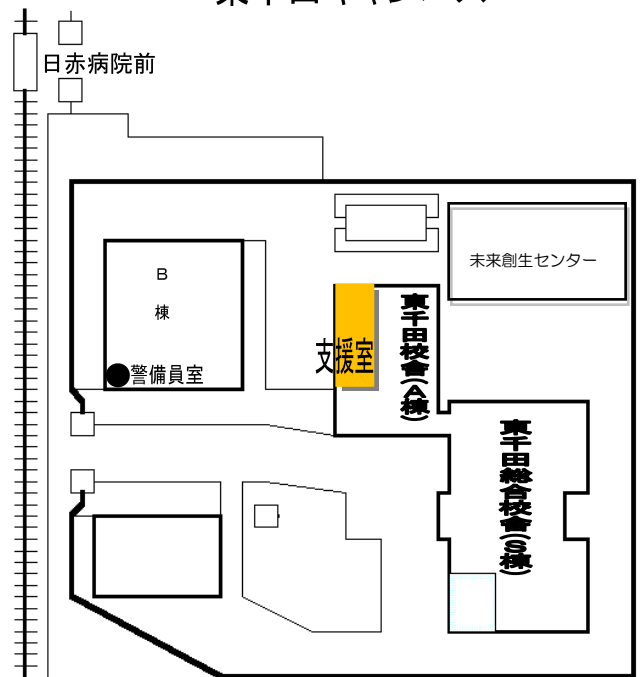 日赤病院前
未来創生センター
B
棟
警備員室
支援室
東千田校舎(A棟)
東千田総合校舎(S棟)